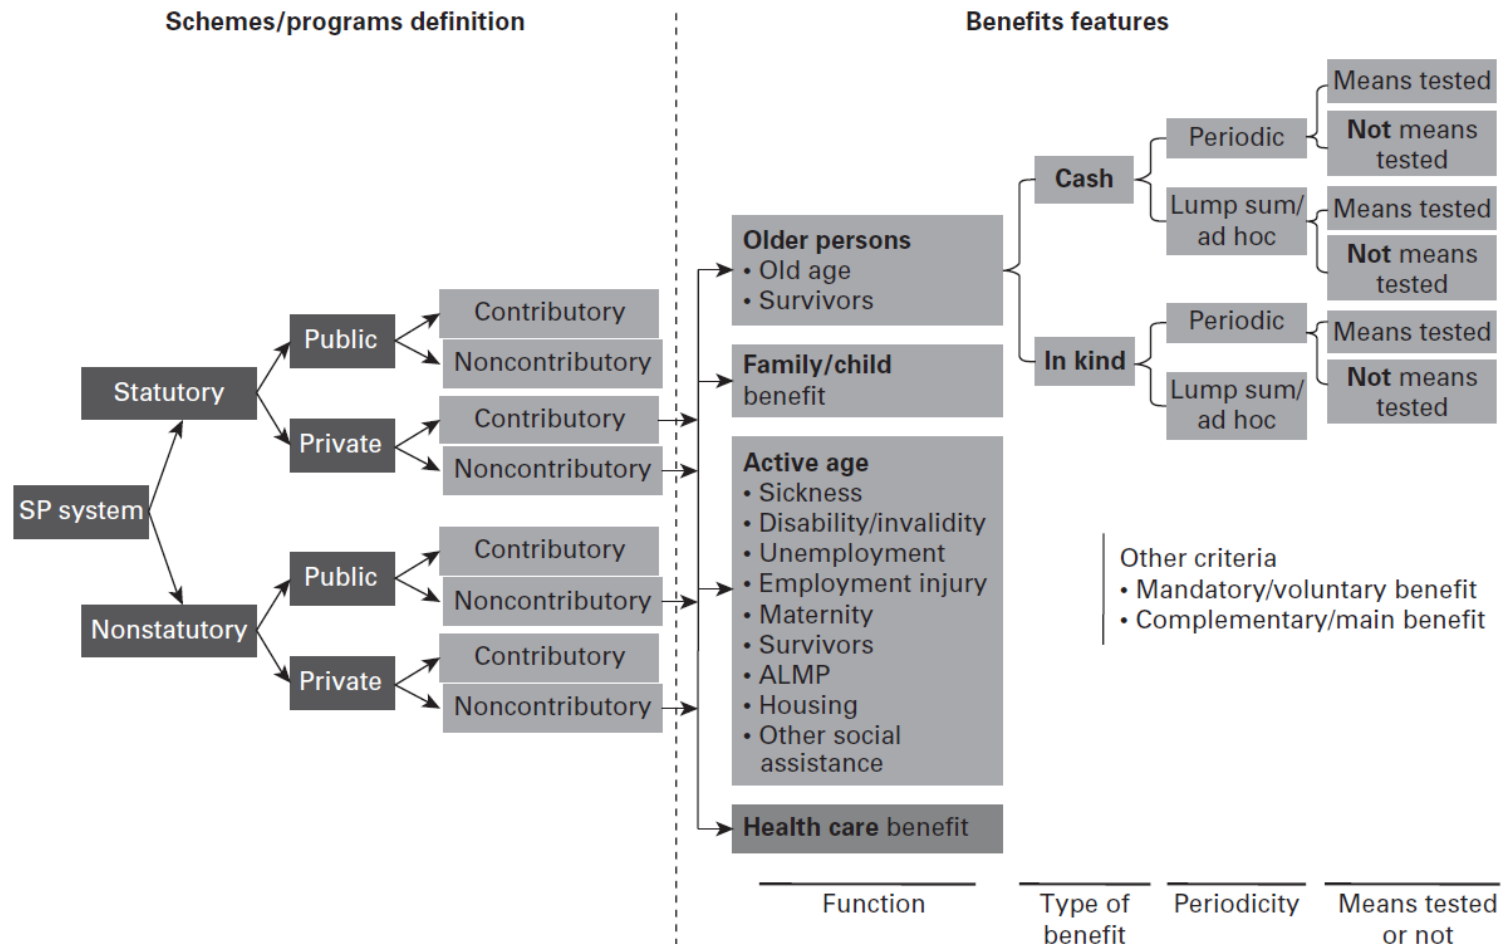 Schemes/programs definition
Benefits features
SP system
Statutory
Nonstatutory
Public
Private
Public
Private
Contributory
Noncontributory
Contributory
Noncontributory
Contributory
Noncontributory
Contributory
Noncontributory
Older persons
• Old age
• Survivors
Family/child
benefit
Active age
• Sickness
• Disability/invalidity
• Unemployment
• Employment injury
• Maternity
• Survivors
• ALMP
• Housing
• Other social
assistance
Health care benefit
Cash
In kind
Periodic
Lump sum/
ad hoc
Periodic
Lump sum/
ad hoc
Means tested
Not means
tested
Means tested
Not means
tested
Means tested
Not means
tested
Other criteria
• Mandatory/voluntary benefit
• Complementary/main benefit
Function
Type of
benefit
Periodicity
Means tested
or not